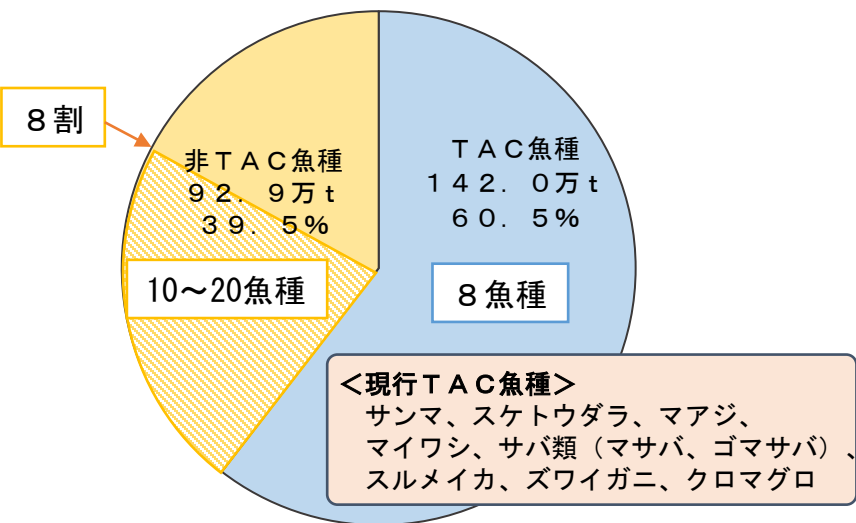 ８割
非ＴＡＣ魚種
９２．９万ｔ
３９．５％
ＴＡＣ魚種
１４２．０万ｔ
６０．５％
10～20魚種
８魚種
＜現行ＴＡＣ魚種＞
サンマ、スケトウダラ、マアジ、
マイワシ、サバ類（マサバ、ゴマサバ）、
スルメイカ、ズワイガニ、クロマグロ